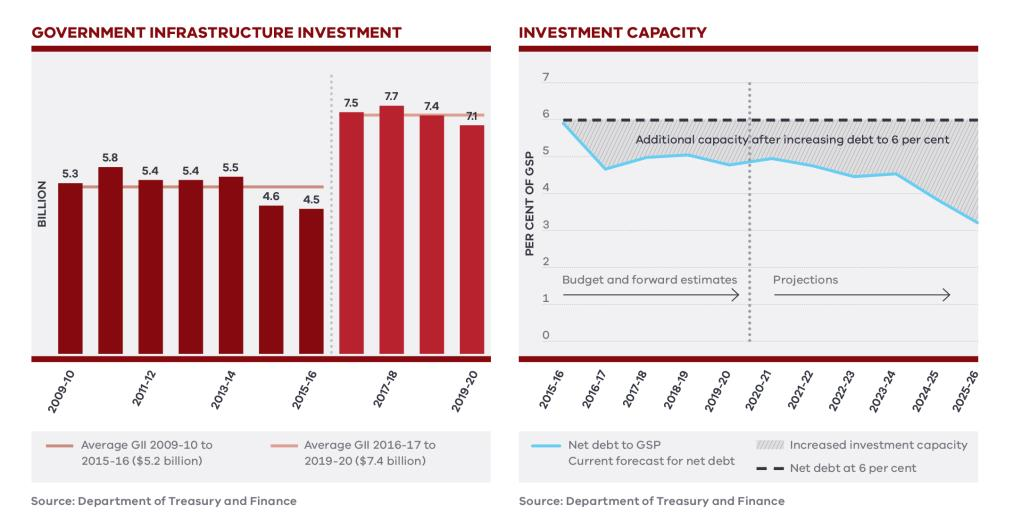 GOVERNMENT INFRASTRUCTURE INVESTMENT
BILLION
5.3
5.8
5.4
5.4
5.5
4.6
4.5
7.5
7.7
7.4
7.1
2009-10
2011-12
2013-14
2015-16
2017-18
2019-20
Average GII 2009-10 to
2015-16 ($5.2 billion)
Average GII 2016-17 to
2019-20 ($7.4 billion)
Source: Department of Treasury and Finance
INVESTMENT CAPACITY
PER CENT OF GSP
7
6
5
4
3
2
1
0
Additional capacity after increasing debt to 6 per cent
Budget and forward estimates
Projections
2015-16
2016-17
2017-18
2018-19
2019-20
2020-21
2021-22
2022-23
2023-24
2024-25
2025-26
Net debt to GSP
Current forecast for net debt
Increased investment capacity
Net debt at 6 per cent
Source: Department of Treasury and Finance